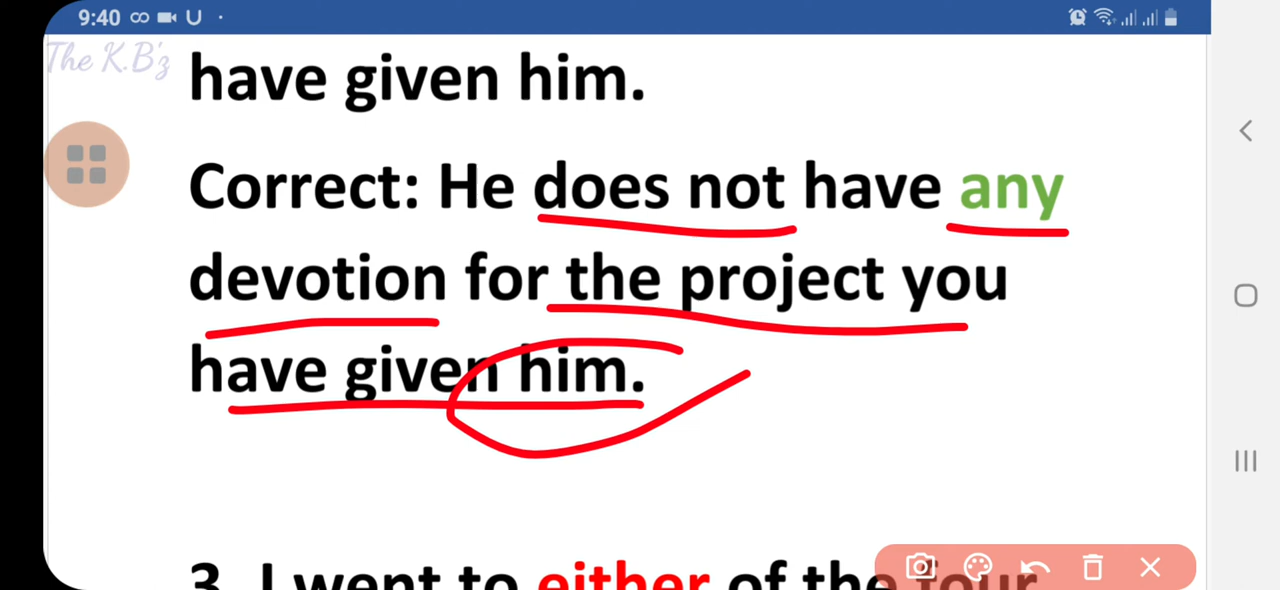 9:40
The K.B'z
have given him.
Correct: He does not have any
devotion for the project you
have given him.
3. I went to either of the four